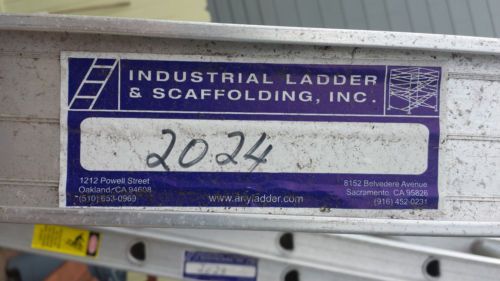 INDUSTRIAL LADDER
& SCAFFOLDING, INC.
2024
1212 Powell Street
Oakland, CA 94608
(510) 653-0969
www.anyladder.com
8152 Belvedere Avenue
Sacramento, CA 95826
(916) 452-0231